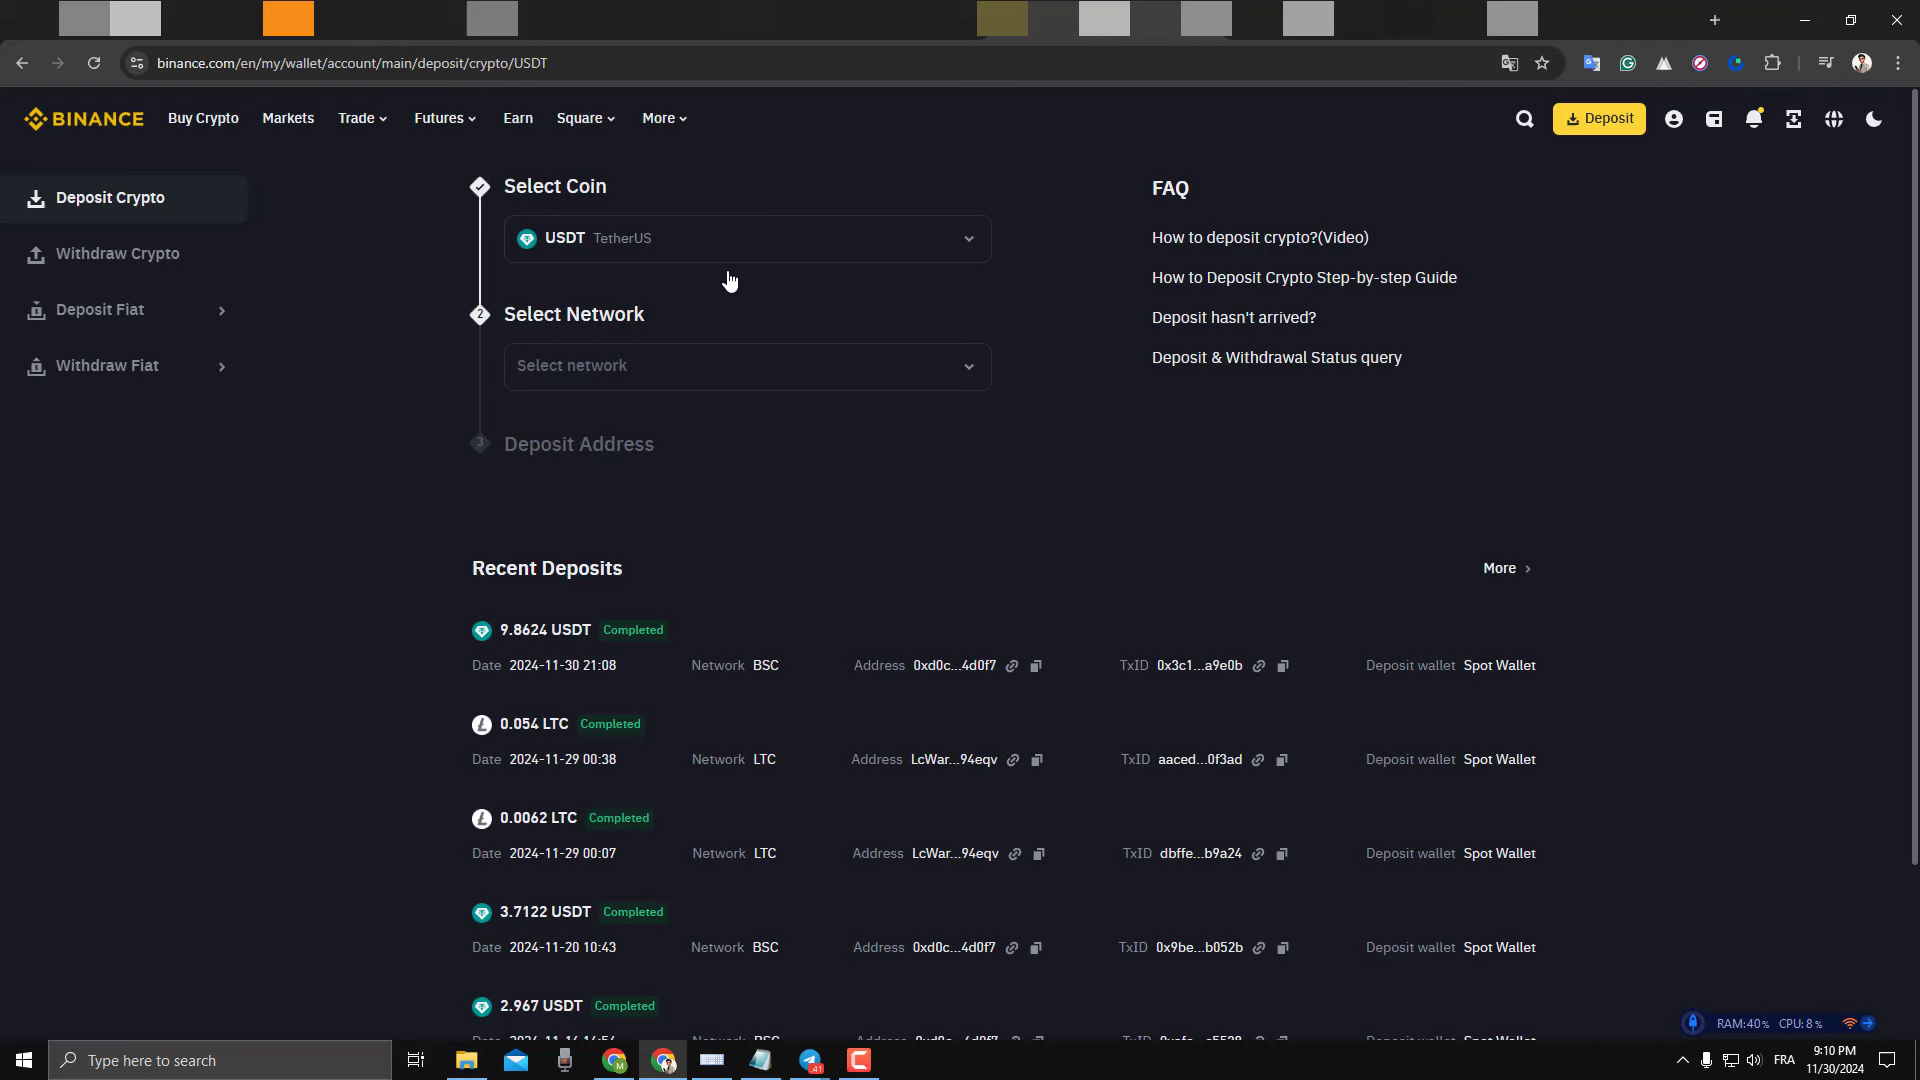 binance.com/en/my/wallet/account/main/deposit/crypto/USDT
BINANCE Buy Crypto Markets Trade Futures Earn Square More Deposit
Deposit Crypto
Withdraw Crypto
Deposit Fiat
Withdraw Fiat
Select Coin
USDT TetherUS
2 Select Network
Select network
3 Deposit Address
FAQ
How to deposit crypto?(Video)
How to Deposit Crypto Step-by-step Guide
Deposit hasn't arrived?
Deposit & Withdrawal Status query
Recent Deposits More
9.8624 USDT Completed
Date 2024-11-30 21:08 Network BSC Address 0xd0c...4d0f7 TxID 0x3c1...a9e0b Deposit wallet Spot Wallet
0.054 LTC Completed
Date 2024-11-29 00:38 Network LTC Address LcWar...94eqv TxID aaced...0f3ad Deposit wallet Spot Wallet
0.0062 LTC Completed
Date 2024-11-29 00:07 Network LTC Address LcWar...94eqv TxID dbffe...b9a24 Deposit wallet Spot Wallet
3.7122 USDT Completed
Date 2024-11-20 10:43 Network BSC Address 0xd0c...4d0f7 TxID 0x9be...b052b Deposit wallet Spot Wallet
2.967 USDT Completed
RAM:40% CPU:8%
Type here to search
41
FRA
9:10 PM
11/30/2024